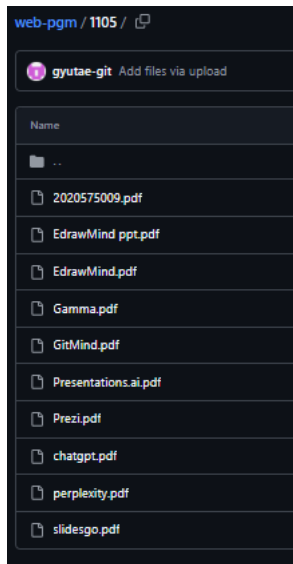 web-pgm / 1105 /
gyutae-git Add files via upload
Name
..
2020575009.pdf
EdrawMind ppt.pdf
EdrawMind.pdf
Gamma.pdf
GitMind.pdf
Presentations.ai.pdf
Prezi.pdf
chatgpt.pdf
perplexity.pdf
slidesgo.pdf